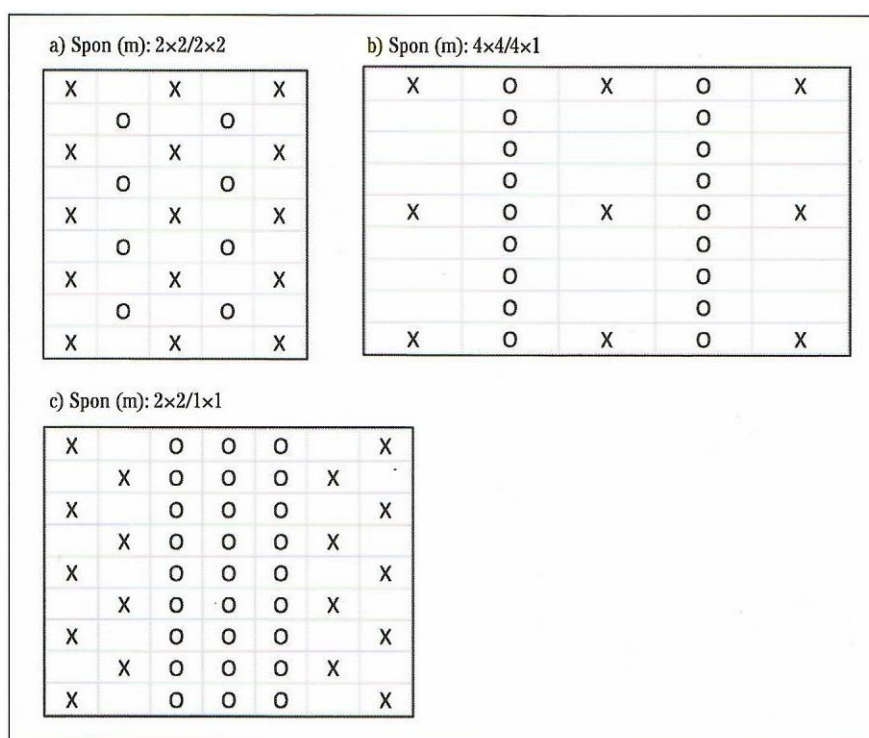 a) Spon (m): 2×2/2×2
X X X
O O
X X X
O O
X X X
O O
X X X
O O
X X X
b) Spon (m): 4×4/4×1
X O X O X
O O
O O
O O
X O X O X
O O
O O
O O
X O X O X
c) Spon (m): 2×2/1×1
X O O O X
X O O O X
X O O O X
X O O O X
X O O O X
X O O O X
X O O O X
X O O O X
X O O O X